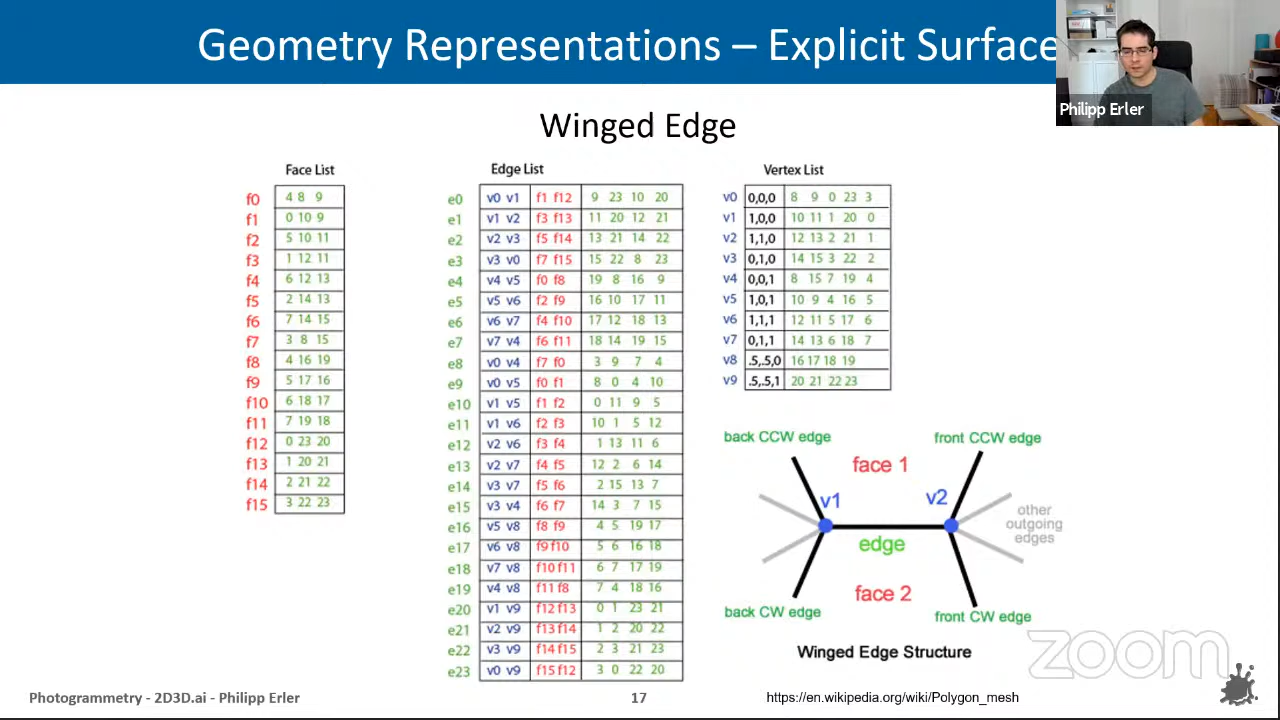 Geometry Representations – Explicit Surface
Philipp Erler
Winged Edge
Face List
f0 4 8 9
f1 0 10 9
f2 5 10 11
f3 1 12 11
f4 6 12 13
f5 2 14 13
f6 7 14 15
f7 3 8 15
f8 4 16 19
f9 5 17 16
f10 6 18 17
f11 7 19 18
f12 0 23 20
f13 1 20 21
f14 2 21 22
f15 3 22 23
Edge List
e0 v0 v1 f1 f12 9 23 10 20
e1 v1 v2 f3 f13 11 20 12 21
e2 v2 v3 f5 f14 13 21 14 22
e3 v3 v0 f7 f15 15 22 8 23
e4 v4 v5 f0 f8 19 8 16 9
e5 v5 v6 f2 f9 16 10 17 11
e6 v6 v7 f4 f10 17 12 18 13
e7 v7 v4 f6 f11 18 14 19 15
e8 v0 v4 f7 f0 3 9 7 4
e9 v0 v5 f0 f1 8 0 4 10
e10 v1 v5 f1 f2 0 11 9 5
e11 v1 v6 f2 f3 10 1 5 12
e12 v2 v6 f3 f4 1 13 11 6
e13 v2 v7 f4 f5 12 2 6 14
e14 v3 v7 f5 f6 2 15 13 7
e15 v3 v4 f6 f7 14 3 7 15
e16 v5 v8 f8 f9 4 5 19 17
e17 v6 v8 f9 f10 5 6 16 18
e18 v7 v8 f10 f11 6 7 17 19
e19 v4 v8 f11 f8 7 4 18 16
e20 v1 v9 f12 f13 0 1 23 21
e21 v2 v9 f13 f14 1 2 20 22
e22 v3 v9 f14 f15 2 3 21 23
e23 v0 v9 f15 f12 3 0 22 20
Vertex List
v0 0,0,0 8 9 0 23 3
v1 1,0,0 10 11 1 20 0
v2 1,1,0 12 13 2 21 1
v3 0,1,0 14 15 3 22 2
v4 0,0,1 8 15 7 19 4
v5 1,0,1 10 9 4 16 5
v6 1,1,1 12 11 5 17 6
v7 0,1,1 14 13 6 18 7
v8 .5,.5,0 16 17 18 19
v9 .5,.5,1 20 21 22 23
back CCW edge
front CCW edge
face 1
v1
v2
other
outgoing
edges
edge
face 2
back CW edge
front CW edge
Winged Edge Structure
zoom
Photogrammetry - 2D3D.ai - Philipp Erler
17
https://en.wikipedia.org/wiki/Polygon_mesh